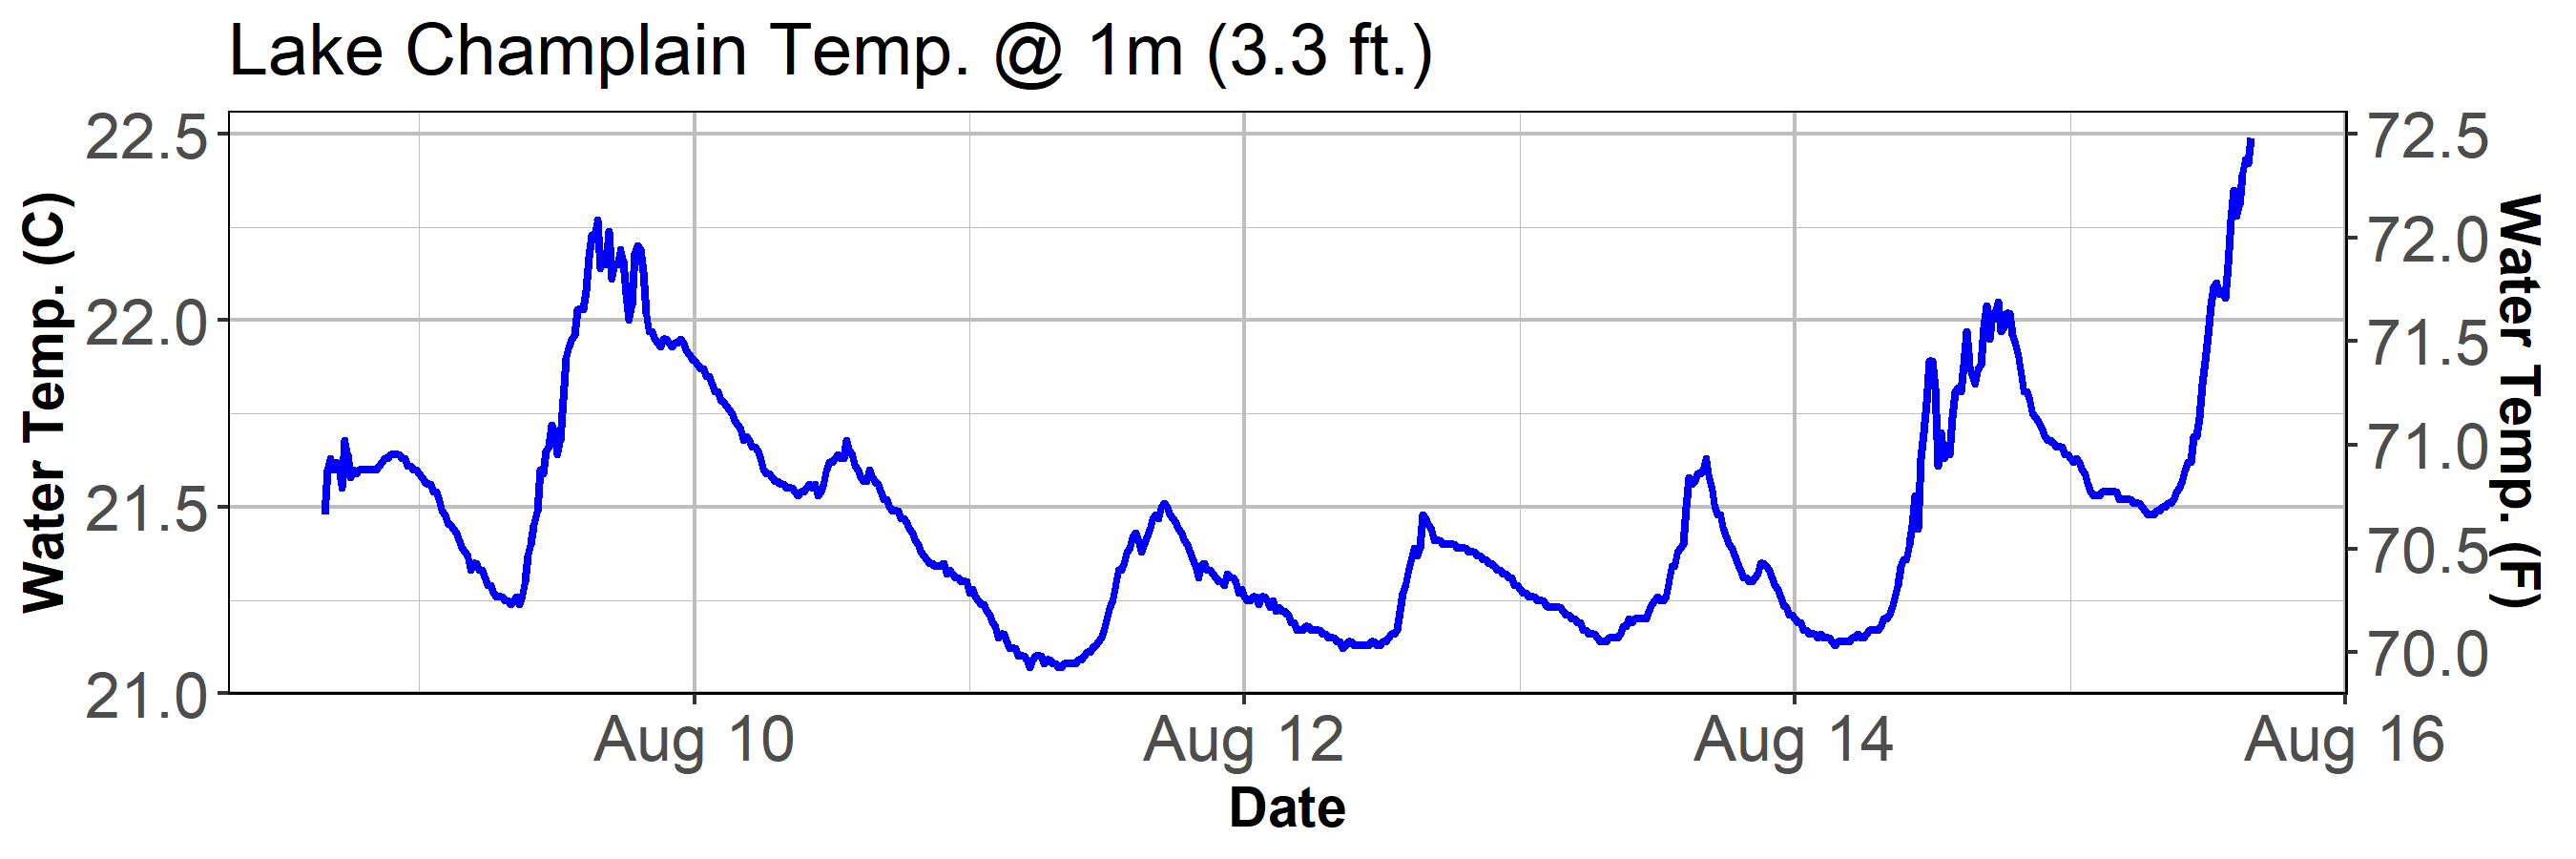 Lake Champlain Temp. @ 1m (3.3 ft.)
Water Temp. (C)
22.5
22.0
21.5
21.0
72.5
72.0
71.5
71.0
70.5
70.0
Water Temp. (F)
Aug 10
Aug 12
Aug 14
Aug 16
Date